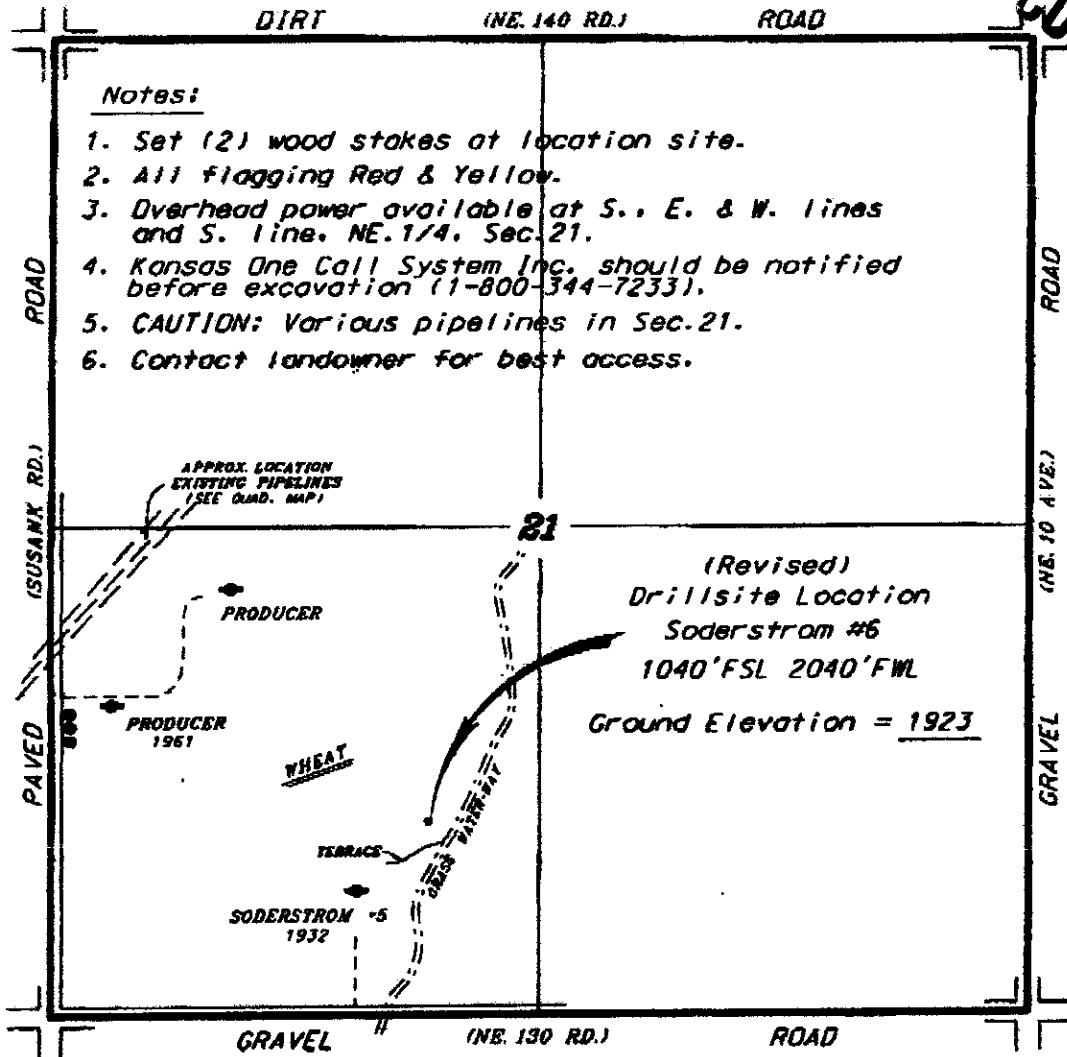 DIRT (NE. 140 RD.) ROAD
Notes:
1. Set (2) wood stakes at location site.
2. All flagging Red & Yellow.
3. Overhead power available at S., E. & W. lines
and S. line. NE.1/4. Sec.21.
4. Kansas One Call System Inc. should be notified
before excavation (1-800-344-7233).
5. CAUTION: Various pipelines in Sec.21.
6. Contact landowner for best access.
PAVED (SUSANK RD.) ROAD
GRAVEL (NE. 10 AVE.) ROAD
APPROX. LOCATION
EXISTING PIPELINES
(SEE QUAD. MAP)
21
(Revised)
Drillsite Location
Soderstrom #6
1040'FSL 2040'FWL
Ground Elevation = 1923
PRODUCER
PRODUCER
1961
WHEAT
TERRACE
GRASS WATER-WAY
SODERSTROM #5
1932
GRAVEL (NE. 130 RD.) ROAD